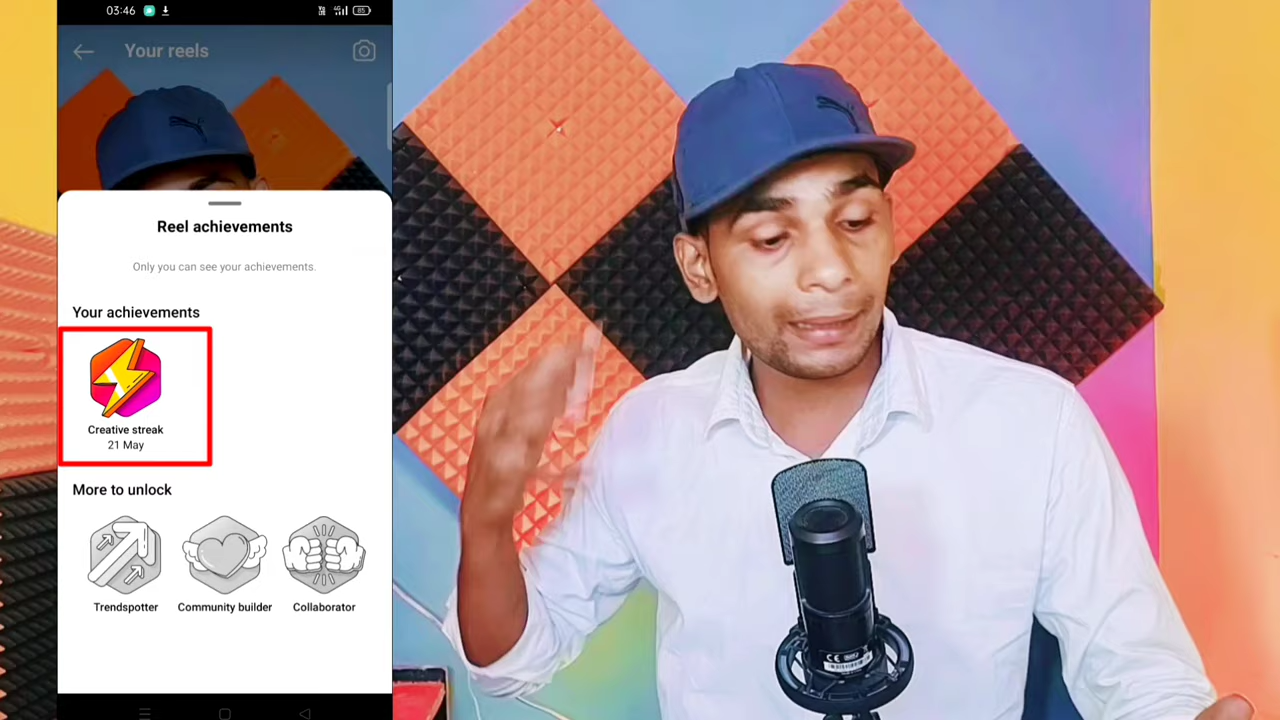 03:46
85
Your reels
Reel achievements
Only you can see your achievements.
Your achievements
Creative streak
21 May
More to unlock
Trendspotter
Community builder
Collaborator